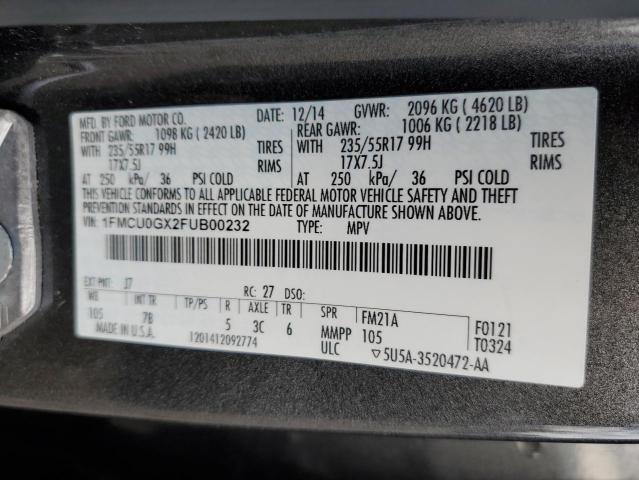 MFD. BY FORD MOTOR CO. DATE: 12/14 GVWR: 2096 KG ( 4620 LB)
FRONT GAWR: 1098 KG ( 2420 LB) REAR GAWR: 1006 KG ( 2218 LB)
WITH 235/55R17 99H TIRES WITH 235/55R17 99H TIRES
17X7.5J RIMS 17X7.5J RIMS
AT 250 kPa/ 36 PSI COLD AT 250 kPa/ 36 PSI COLD
THIS VEHICLE CONFORMS TO ALL APPLICABLE FEDERAL MOTOR VEHICLE SAFETY AND THEFT
PREVENTION STANDARDS IN EFFECT ON THE DATE OF MANUFACTURE SHOWN ABOVE.
VIN: 1FMCU0GX2FUB00232 TYPE: MPV
EXT PNT: J7 RC: 27 DSO:
WB INT TR TP/PS R AXLE TR SPR FM21A F0121
105 7B 5 3C 6 MMPP 105 T0324
MADE IN U.S.A. 1201412092774 ULC 5U5A-3520472-AA